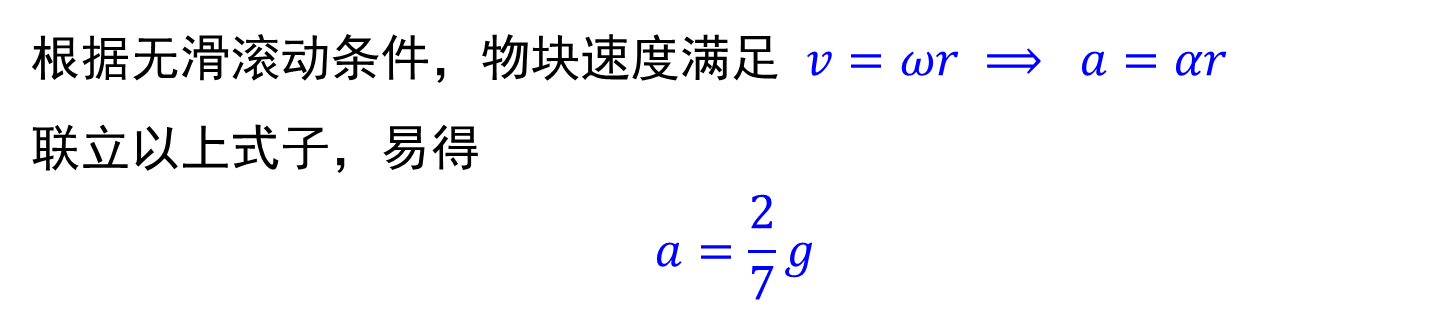 根据无滑滚动条件，物块速度满足 v = ωr ⟹ a = αr
联立以上式子，易得
a = 2/7 g